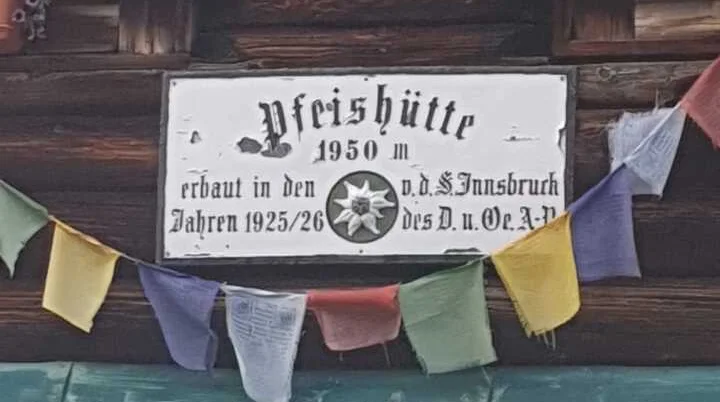 Pfeishütte
1950 m
erbaut in den v. d. S. Innsbruck
Jahren 1925/26 des D. u. Oe. A-V.